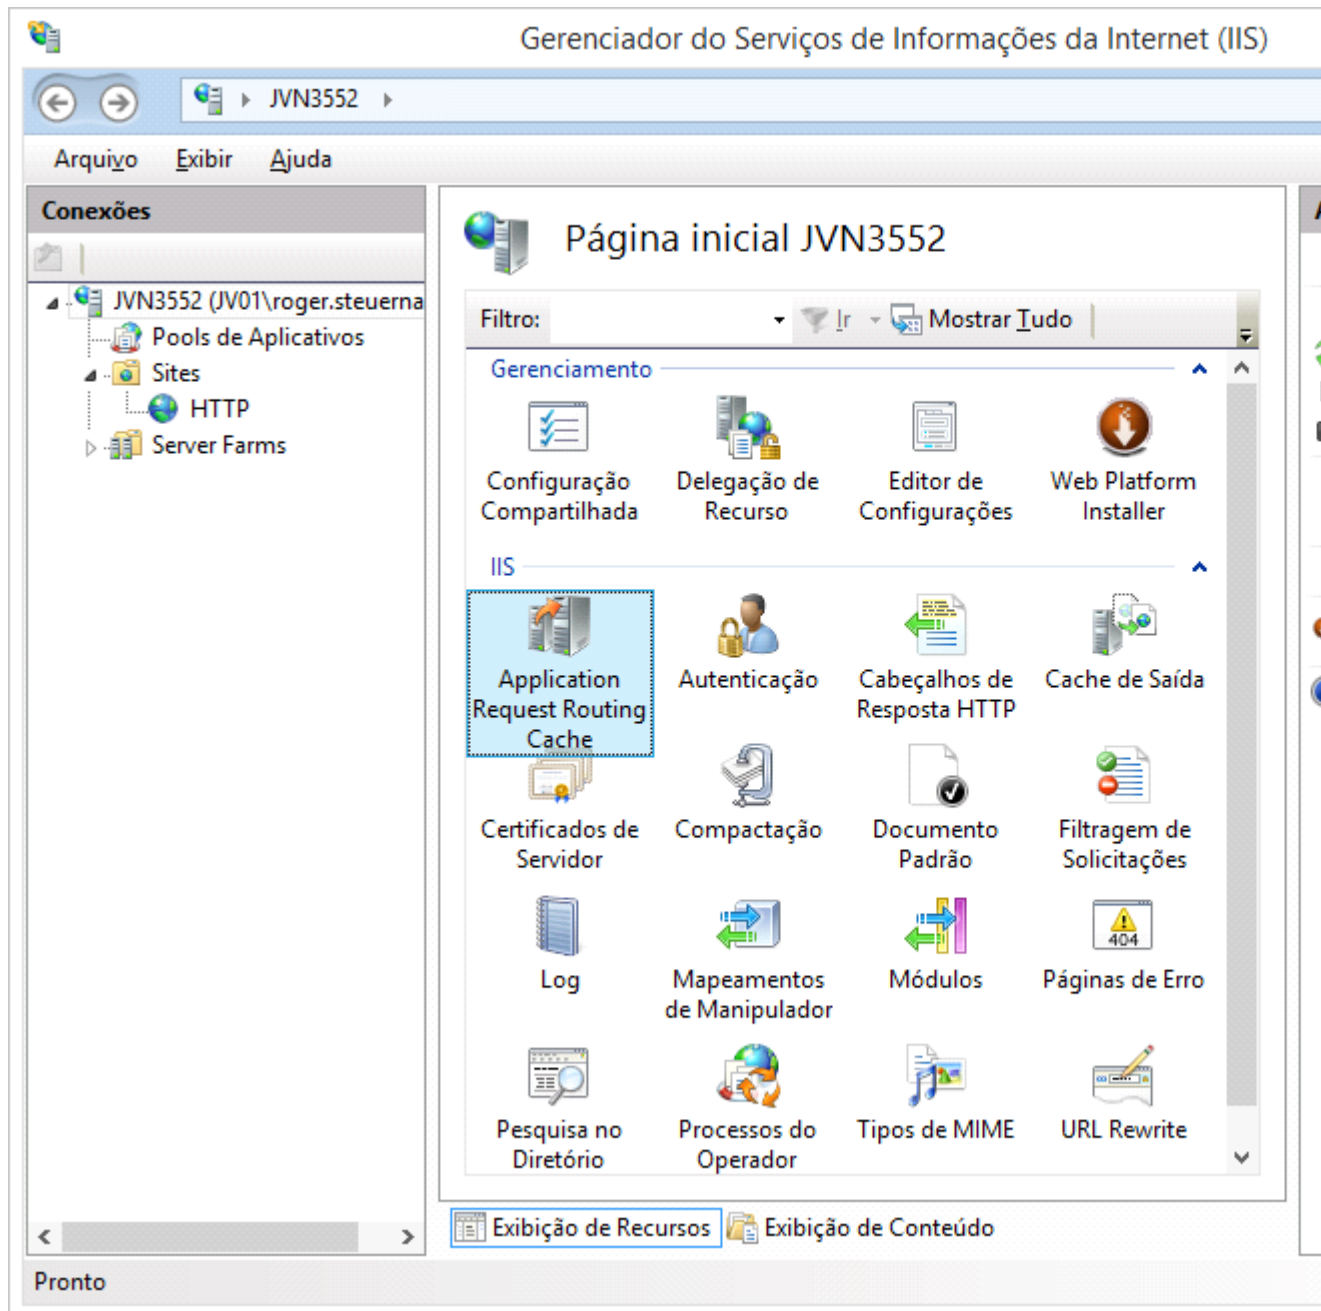 Gerenciador do Serviços de Informações da Internet (IIS)
JVN3552
Arquivo Exibir Ajuda
Conexões
JVN3552 (JV01\roger.steuerna
Pools de Aplicativos
Sites
HTTP
Server Farms
Página inicial JVN3552
Filtro: Ir Mostrar Tudo
Gerenciamento
Configuração
Compartilhada
Delegação de
Recurso
Editor de
Configurações
Web Platform
Installer
IIS
Application
Request Routing
Cache
Autenticação
Cabeçalhos de
Resposta HTTP
Cache de Saída
Certificados de
Servidor
Compactação
Documento
Padrão
Filtragem de
Solicitações
Log
Mapeamentos
de Manipulador
Módulos
404
Páginas de Erro
Pesquisa no
Diretório
Processos do
Operador
Tipos de MIME
URL Rewrite
Exibição de Recursos Exibição de Conteúdo
Pronto